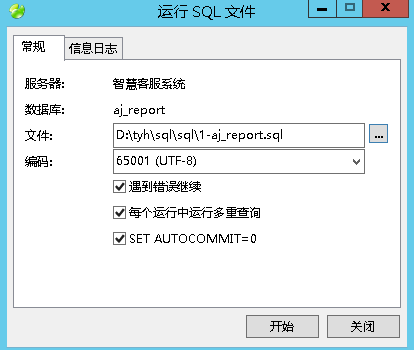 运行 SQL 文件
常规 信息日志
服务器: 智慧客服系统
数据库: aj_report
文件: D:\tyh\sql\sql\1-aj_report.sql ...
编码: 65001 (UTF-8)
遇到错误继续
每个运行中运行多重查询
SET AUTOCOMMIT=0
开始 关闭